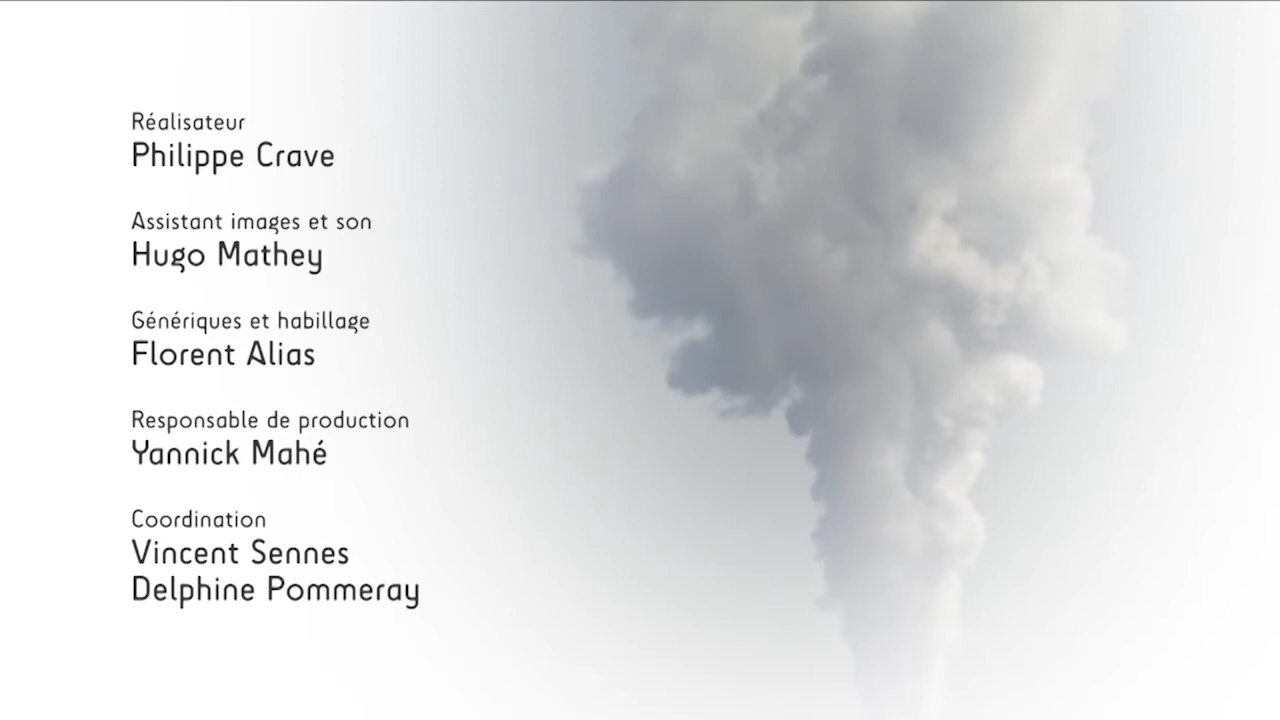 Réalisateur
Philippe Crave
Assistant images et son
Hugo Mathey
Génériques et habillage
Florent Alias
Responsable de production
Yannick Mahé
Coordination
Vincent Sennes
Delphine Pommeray